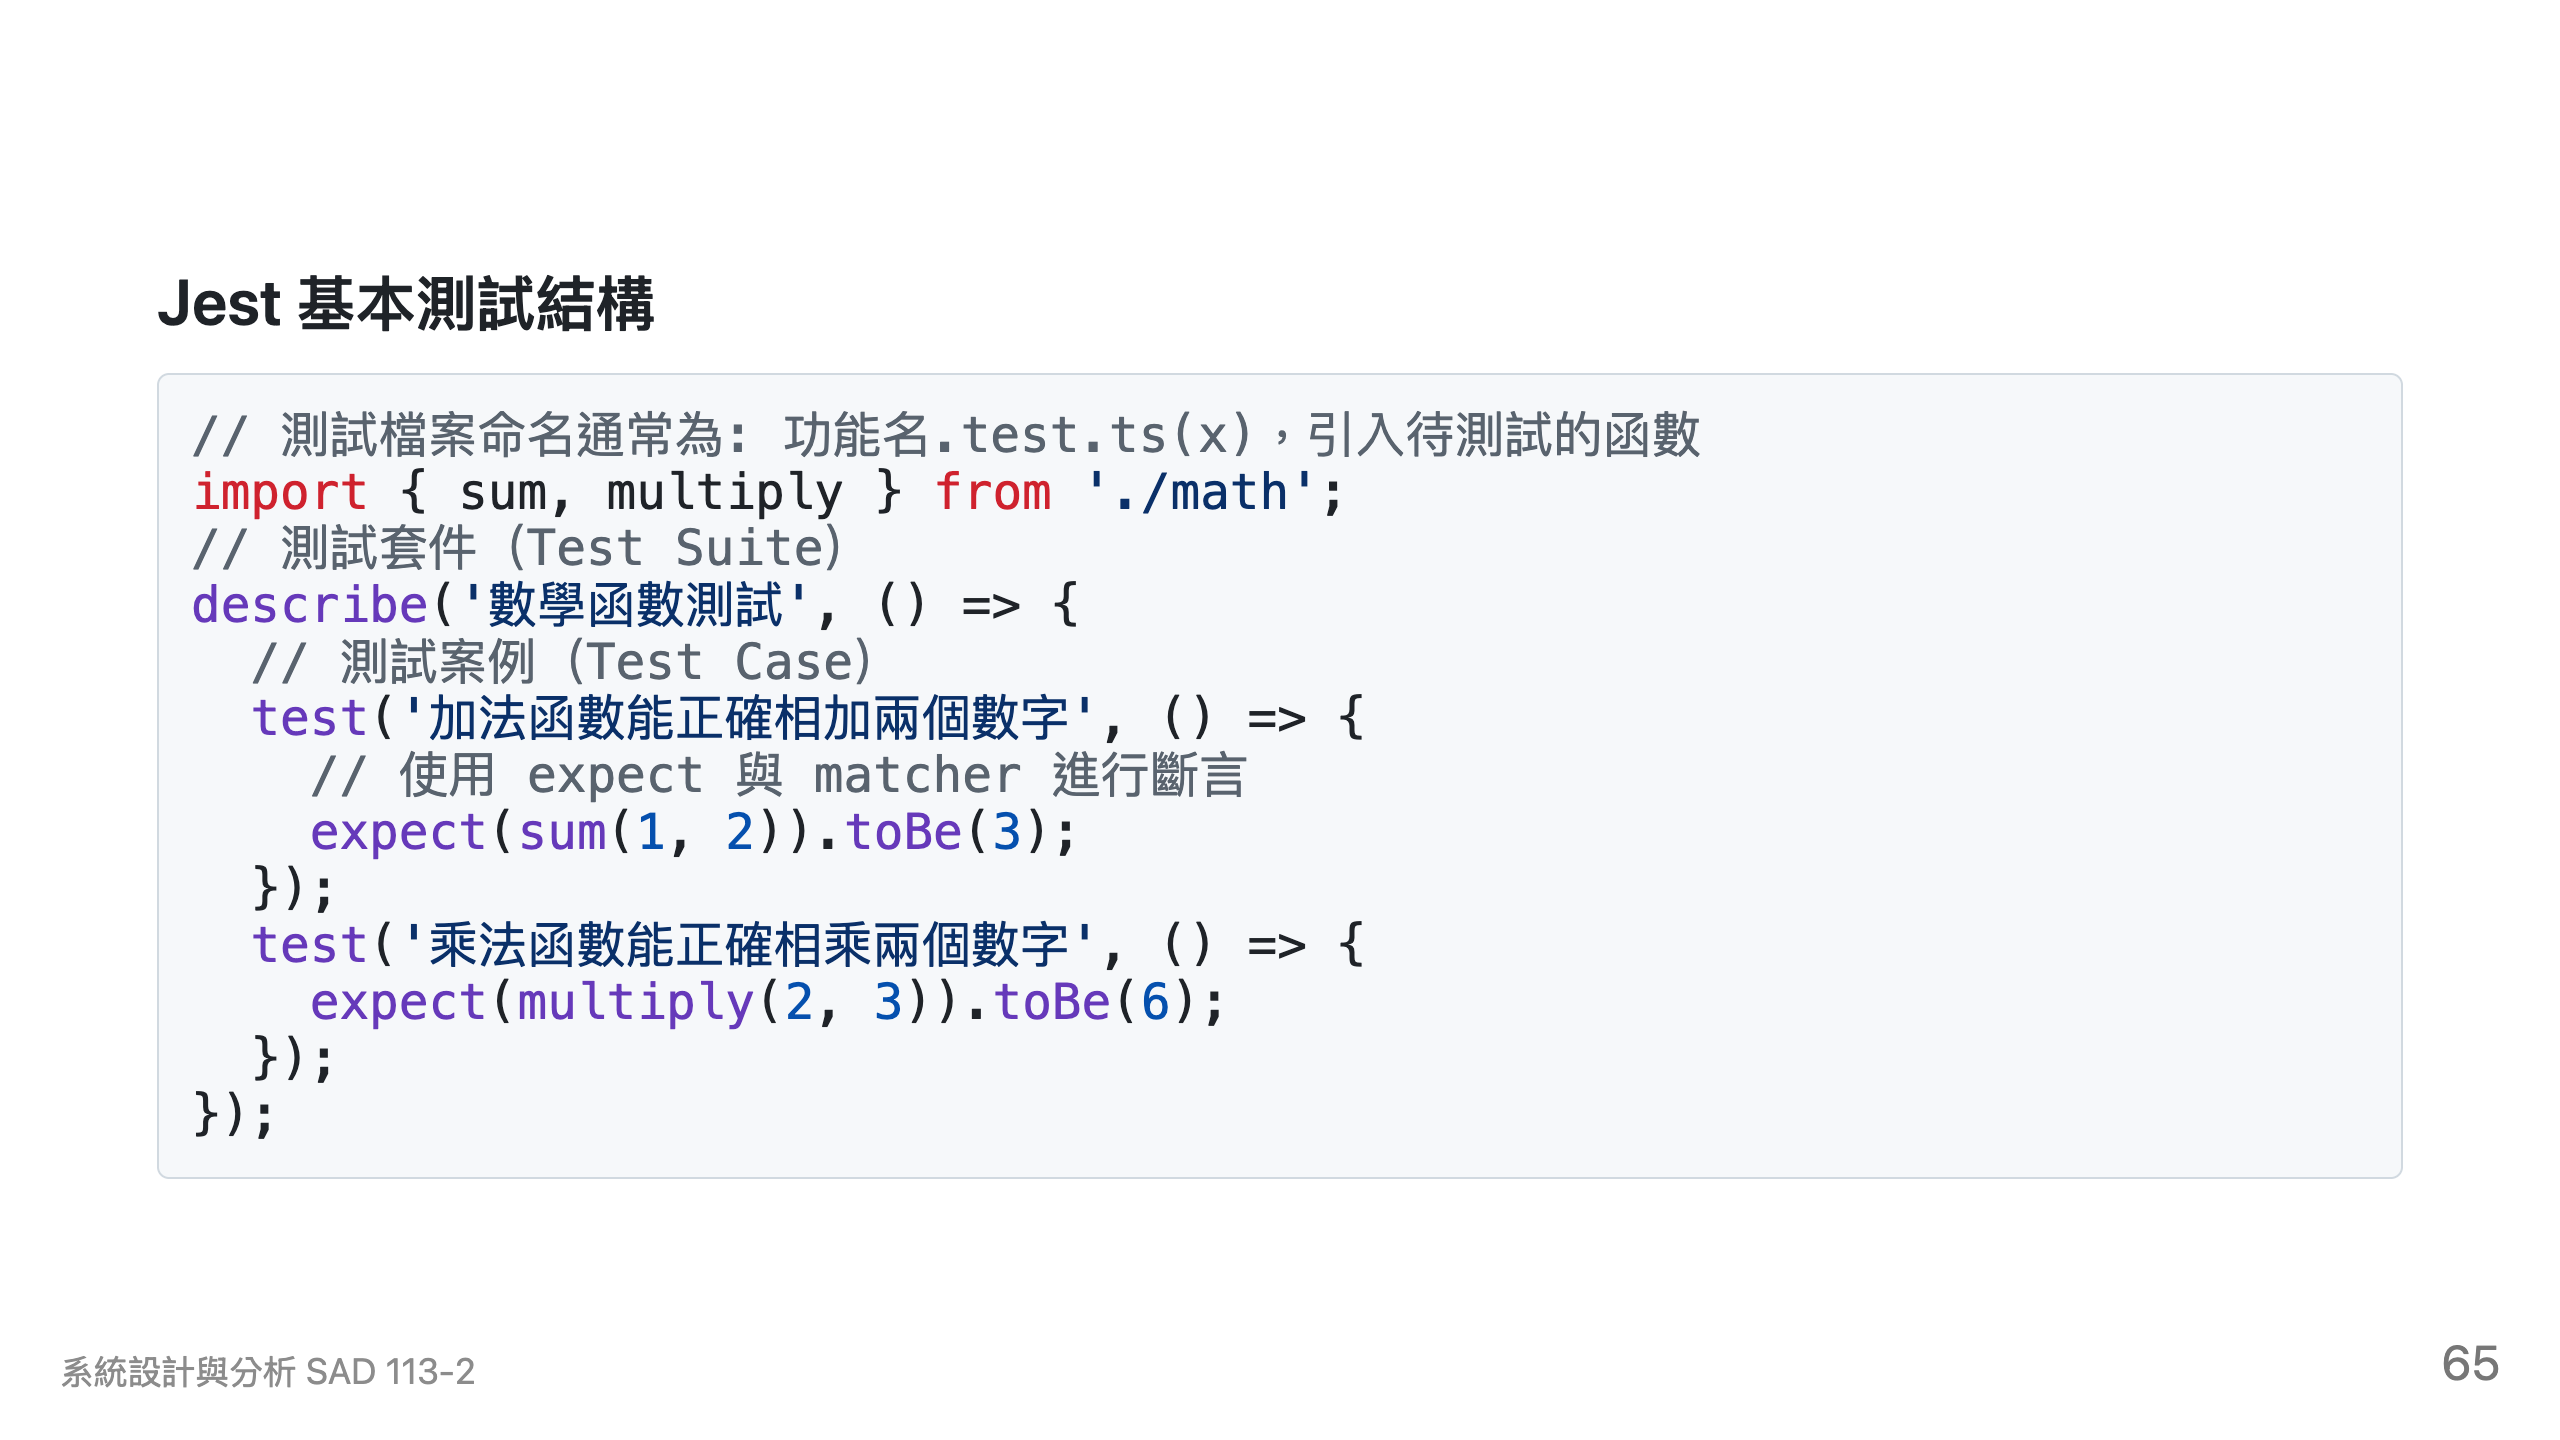 Jest 基本測試結構
// 測試檔案命名通常為: 功能名.test.ts(x)，引入待測試的函數
import { sum, multiply } from './math';
// 測試套件 (Test Suite)
describe('數學函數測試', () => {
  // 測試案例 (Test Case)
  test('加法函數能正確相加兩個數字', () => {
    // 使用 expect 與 matcher 進行斷言
    expect(sum(1, 2)).toBe(3);
  });
  test('乘法函數能正確相乘兩個數字', () => {
    expect(multiply(2, 3)).toBe(6);
  });
});
系統設計與分析 SAD 113-2
65